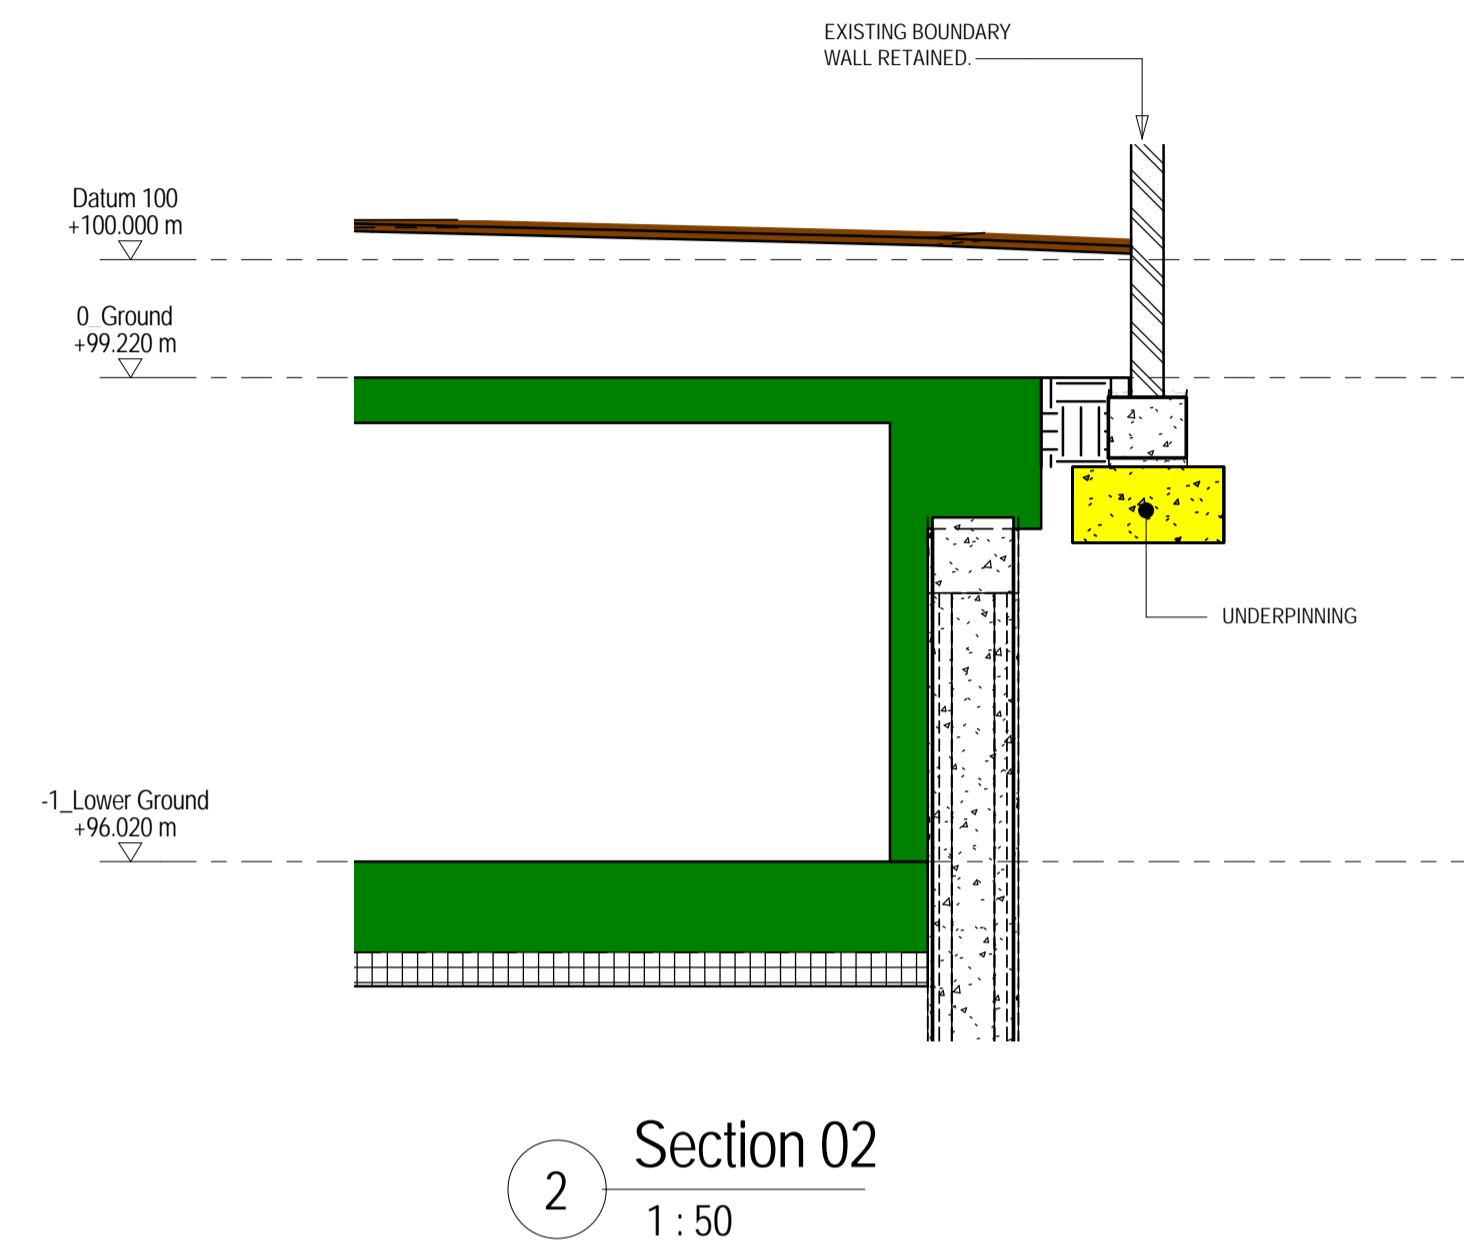 EXISTING BOUNDARY
WALL RETAINED.
Datum 100
+100.000 m
0_Ground
+99.220 m
UNDERPINNING
-1_Lower Ground
+96.020 m
Section 02
2
1 : 50